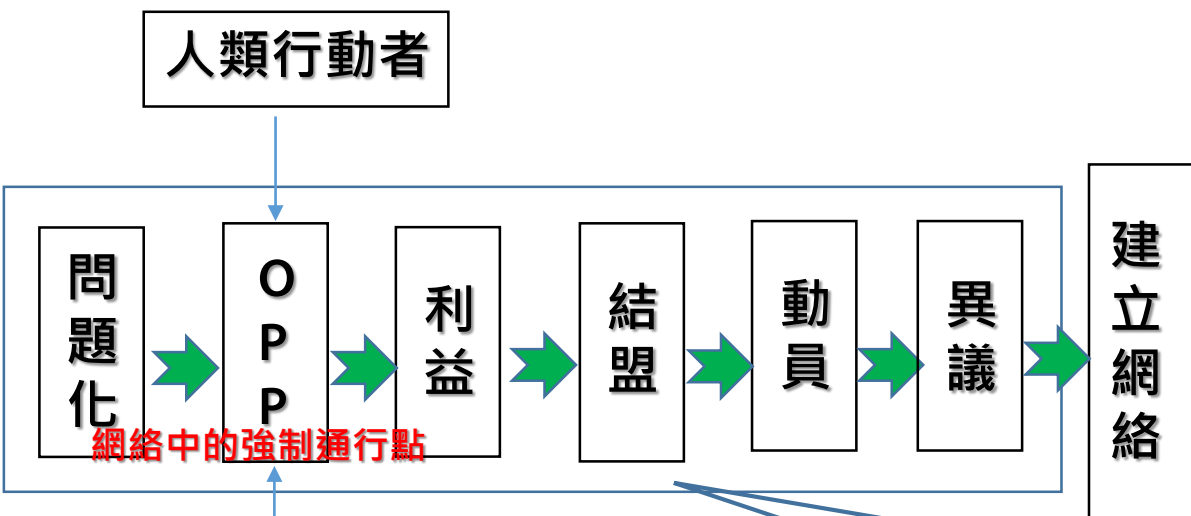 人類行動者
問題化
OPP
利益
結盟
動員
異議
建立網絡
網絡中的強制通行點